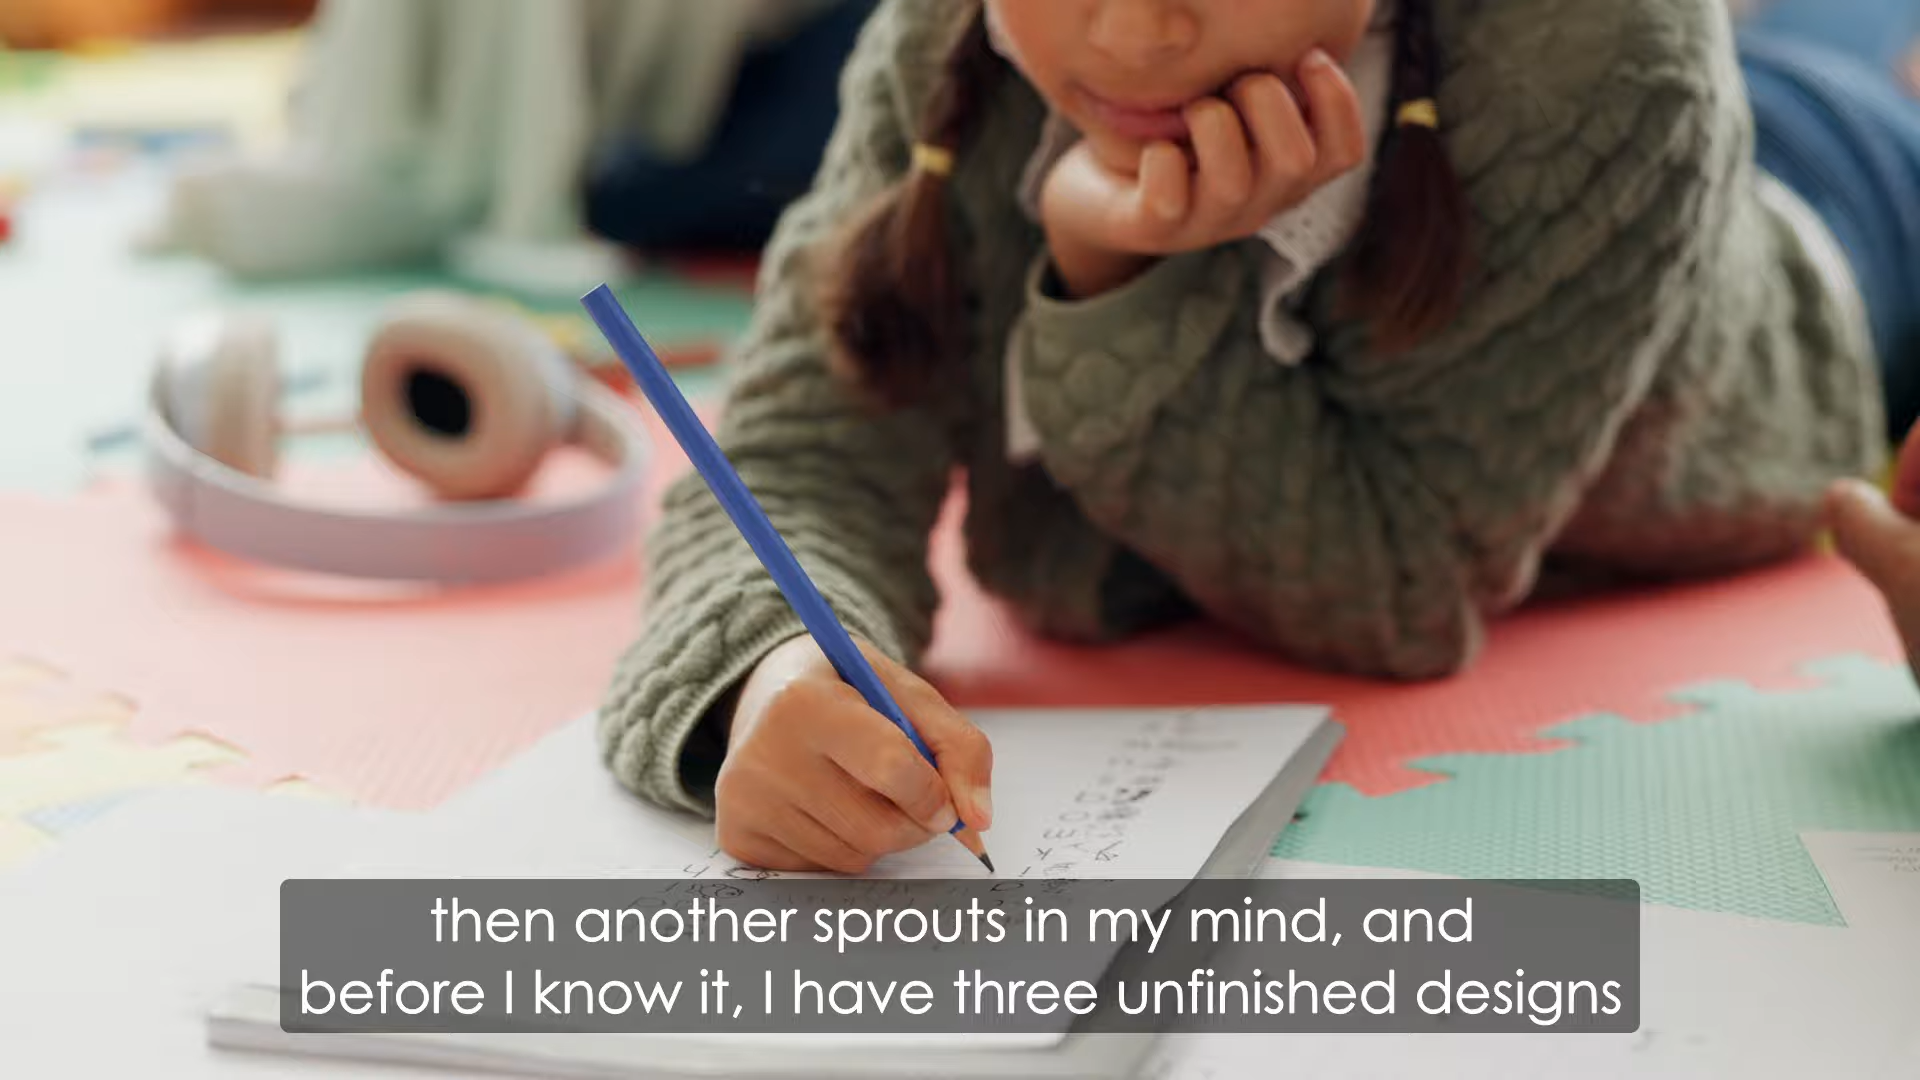 then another sprouts in my mind, and
before I know it, I have three unfinished designs